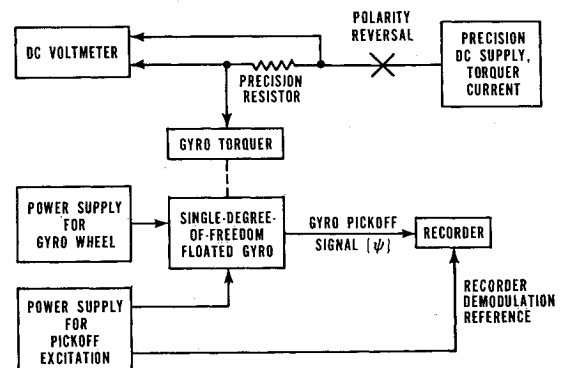 POLARITY
REVERSAL
DC VOLTMETER
PRECISION
DC SUPPLY,
TORQUER
CURRENT
PRECISION
RESISTOR
GYRO TORQUER
POWER SUPPLY
FOR
GYRO WHEEL
SINGLE-DEGREE-
OF-FREEDOM
FLOATED GYRO
GYRO PICKOFF
SIGNAL (ψ)
RECORDER
POWER SUPPLY
FOR
PICKOFF
EXCITATION
RECORDER
DEMODULATION
REFERENCE